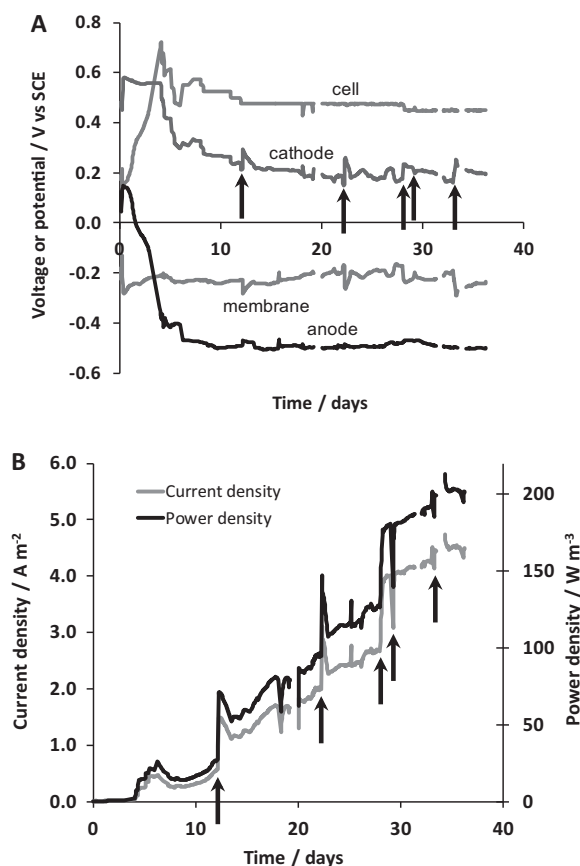 A
Voltage or potential / V vs SCE
0.8
0.6
0.4
0.2
0.0
-0.2
-0.4
-0.6
cell
cathode
membrane
anode
0 10 20 30 40
Time / days
B
Current density / A m-2
6.0
5.0
4.0
3.0
2.0
1.0
0.0
Current density
Power density
200
150
100
50
0
Power density / W m-3
0 10 20 30 40
Time / days